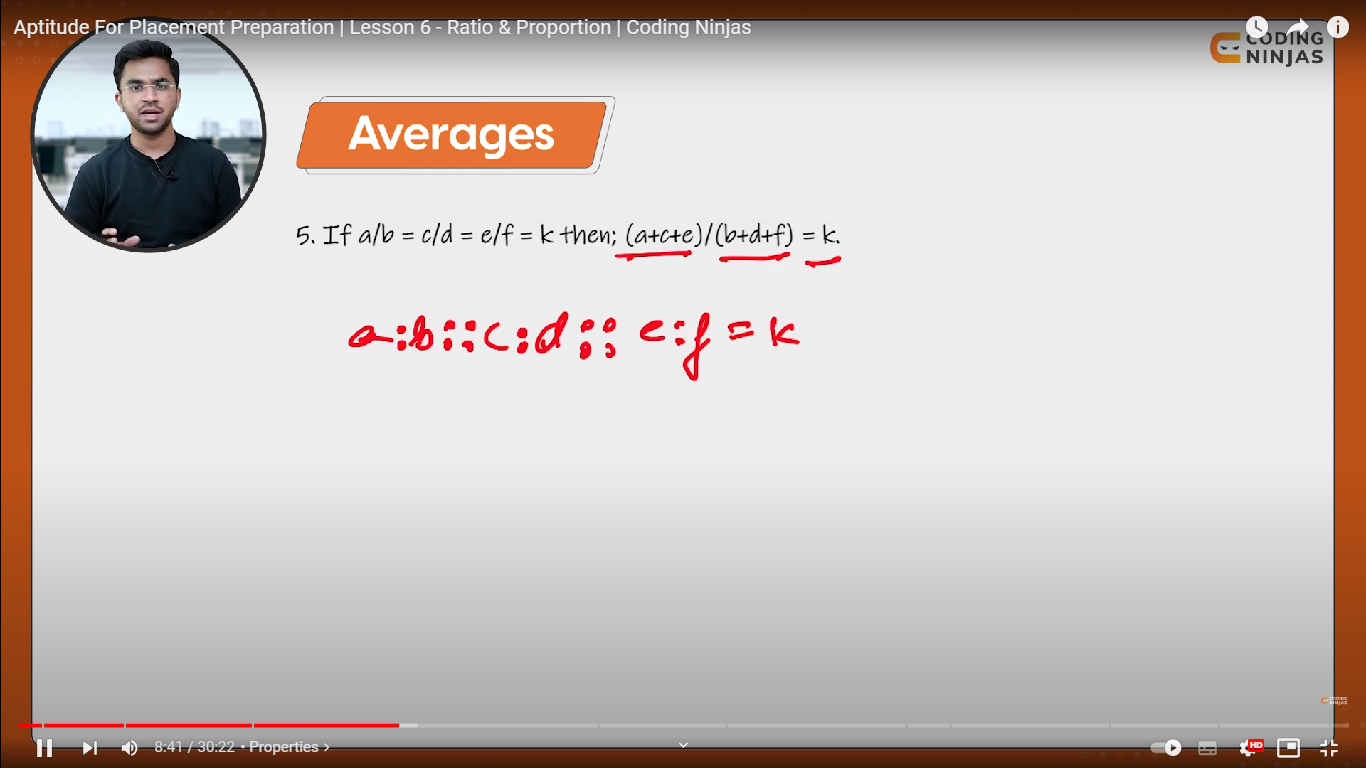 Aptitude For Placement Preparation | Lesson 6 - Ratio & Proportion | Coding Ninjas
CODING
NINJAS
Averages
5. If a/b = c/d = e/f = k then; (a+c+e)/(b+d+f) = k.
a:b::c:d::e:f = k
CODING
NINJAS
8:41 / 30:22 • Properties >
HD